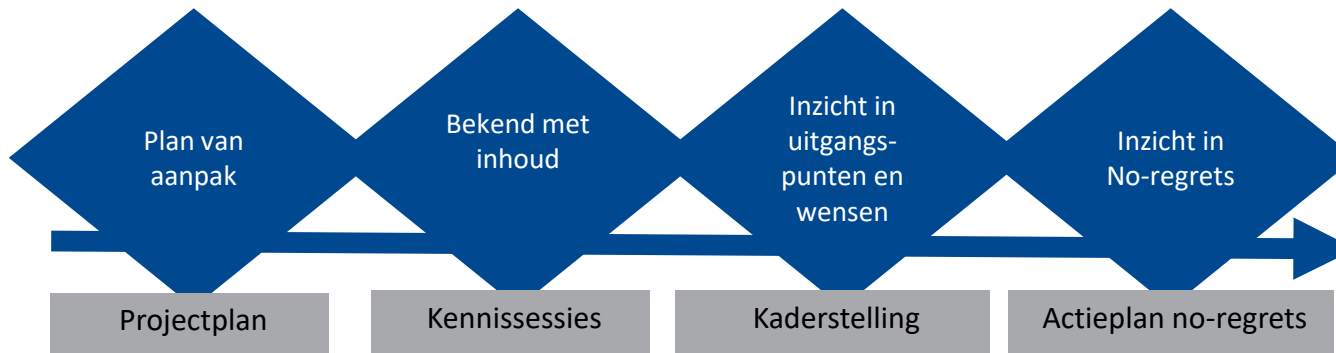 Plan van
aanpak
Bekend met
inhoud
Inzicht in
uitgangs-
punten en
wensen
Inzicht in
No-regrets
Projectplan
Kennissessies
Kaderstelling
Actieplan no-regrets